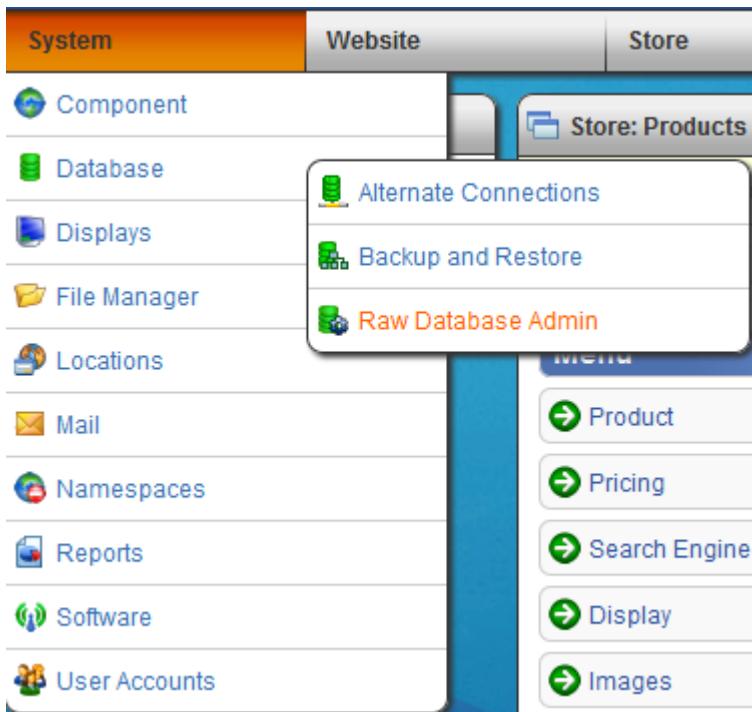 System
Website
Store
Component
Database
Displays
File Manager
Locations
Mail
Namespaces
Reports
Software
User Accounts
Alternate Connections
Backup and Restore
Raw Database Admin
Store: Products
Menu
Product
Pricing
Search Engine
Display
Images